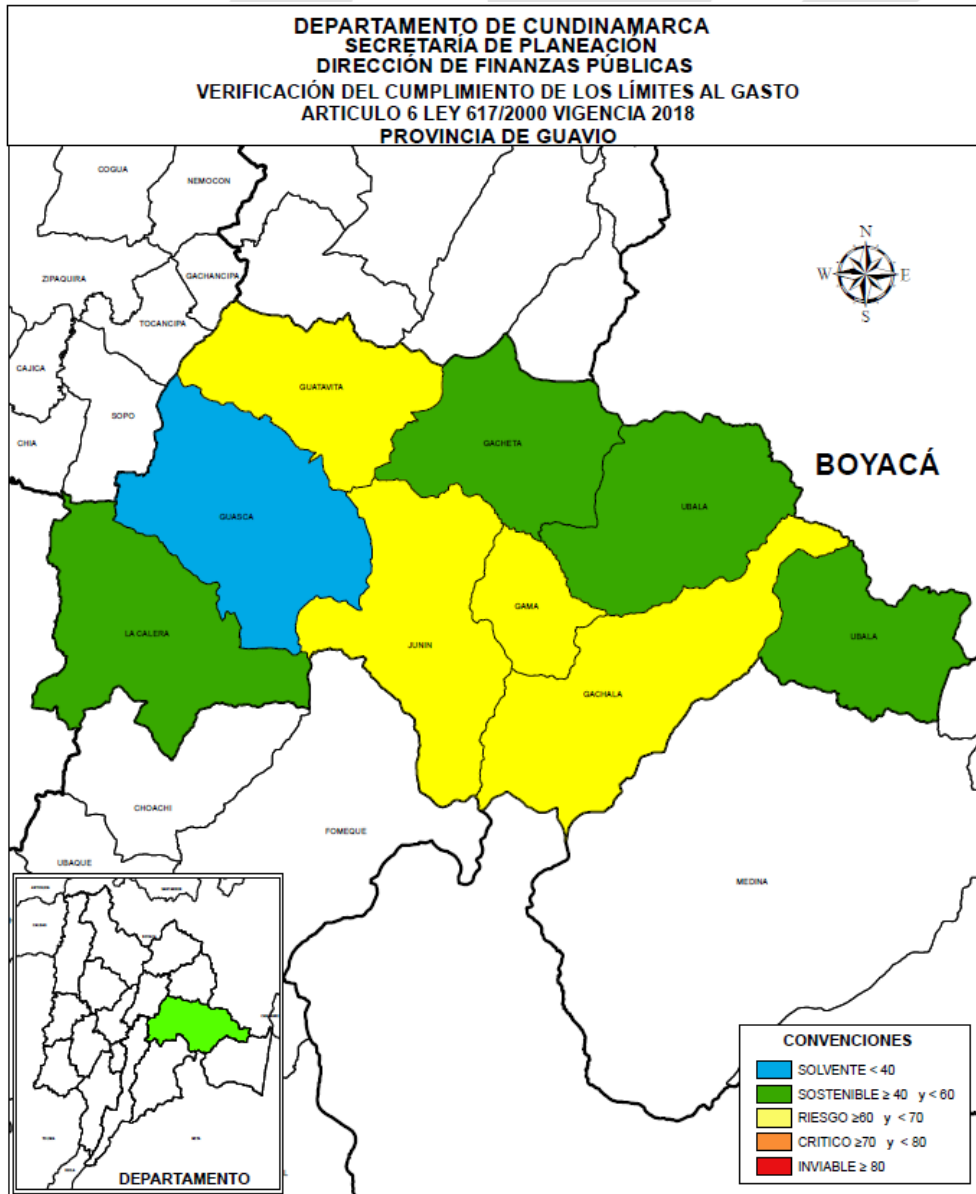 DEPARTAMENTO DE CUNDINAMARCA
SECRETARÍA DE PLANEACIÓN
DIRECCIÓN DE FINANZAS PÚBLICAS
VERIFICACIÓN DEL CUMPLIMIENTO DE LOS LÍMITES AL GASTO
ARTICULO 6 LEY 617/2000 VIGENCIA 2018
PROVINCIA DE GUAVIO
COGUA
NEMOCON
N
W
E
S
ZIPAQUIRA
GACHANCIPA
TOCANCIPA
CAJICA
GUATAVITA
SOPO
CHIA
GACHETA
BOYACÁ
GUASCA
UBALA
GAMA
LA CALERA
JUNIN
UBALA
GACHALA
CHOACHI
FOMEQUE
UBAQUE
MEDINA
DEPARTAMENTO
CONVENCIONES
SOLVENTE < 40
SOSTENIBLE ≥ 40 y < 60
RIESGO ≥60 y < 70
CRITICO ≥70 y < 80
INVIABLE ≥ 80